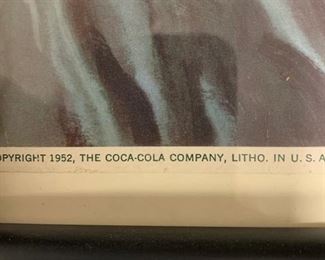 OPYRIGHT 1952, THE COCA-COLA COMPANY, LITHO. IN U. S. A